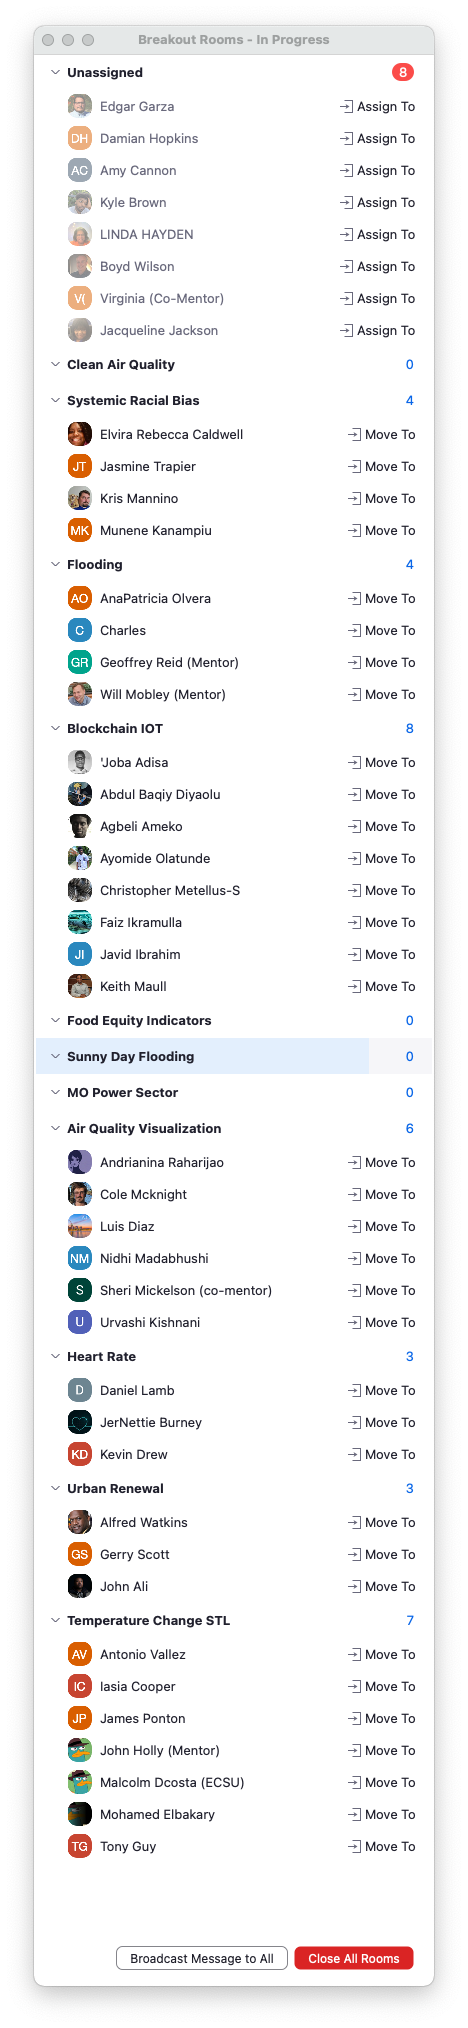 Breakout Rooms - In Progress
Unassigned 8
Edgar Garza Assign To
DH Damian Hopkins Assign To
AC Amy Cannon Assign To
Kyle Brown Assign To
LINDA HAYDEN Assign To
Boyd Wilson Assign To
V( Virginia (Co-Mentor) Assign To
Jacqueline Jackson Assign To
Clean Air Quality 0
Systemic Racial Bias 4
Elvira Rebecca Caldwell Move To
JT Jasmine Trapier Move To
Kris Mannino Move To
MK Munene Kanampiu Move To
Flooding 4
AO AnaPatricia Olvera Move To
C Charles Move To
GR Geoffrey Reid (Mentor) Move To
Will Mobley (Mentor) Move To
Blockchain IOT 8
'Joba Adisa Move To
Abdul Baqiy Diyaolu Move To
Agbeli Ameko Move To
Ayomide Olatunde Move To
Christopher Metellus-S Move To
Faiz Ikramulla Move To
JI Javid Ibrahim Move To
Keith Maull Move To
Food Equity Indicators 0
Sunny Day Flooding 0
MO Power Sector 0
Air Quality Visualization 6
Andrianina Raharijao Move To
Cole Mcknight Move To
Luis Diaz Move To
NM Nidhi Madabhushi Move To
S Sheri Mickelson (co-mentor) Move To
U Urvashi Kishnani Move To
Heart Rate 3
D Daniel Lamb Move To
JerNettie Burney Move To
KD Kevin Drew Move To
Urban Renewal 3
Alfred Watkins Move To
GS Gerry Scott Move To
John Ali Move To
Temperature Change STL 7
AV Antonio Vallez Move To
IC Iasia Cooper Move To
JP James Ponton Move To
John Holly (Mentor) Move To
Malcolm Dcosta (ECSU) Move To
Mohamed Elbakary Move To
TG Tony Guy Move To
Broadcast Message to All Close All Rooms